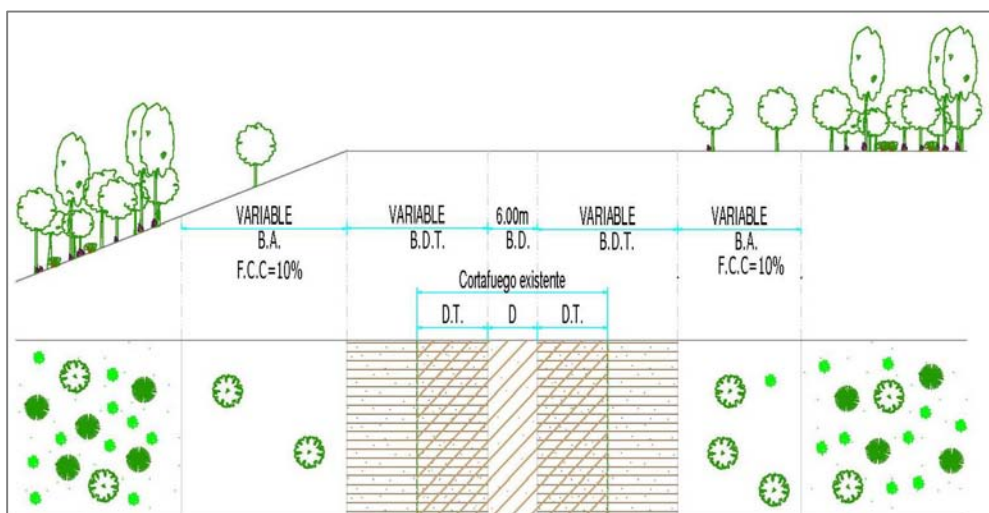 VARIABLE VARIABLE 6.00m VARIABLE VARIABLE
B.A. B.D.T. B.D. B.D.T. B.A.
F.C.C=10% F.C.C=10%
Cortafuego existente
D.T. D D.T.